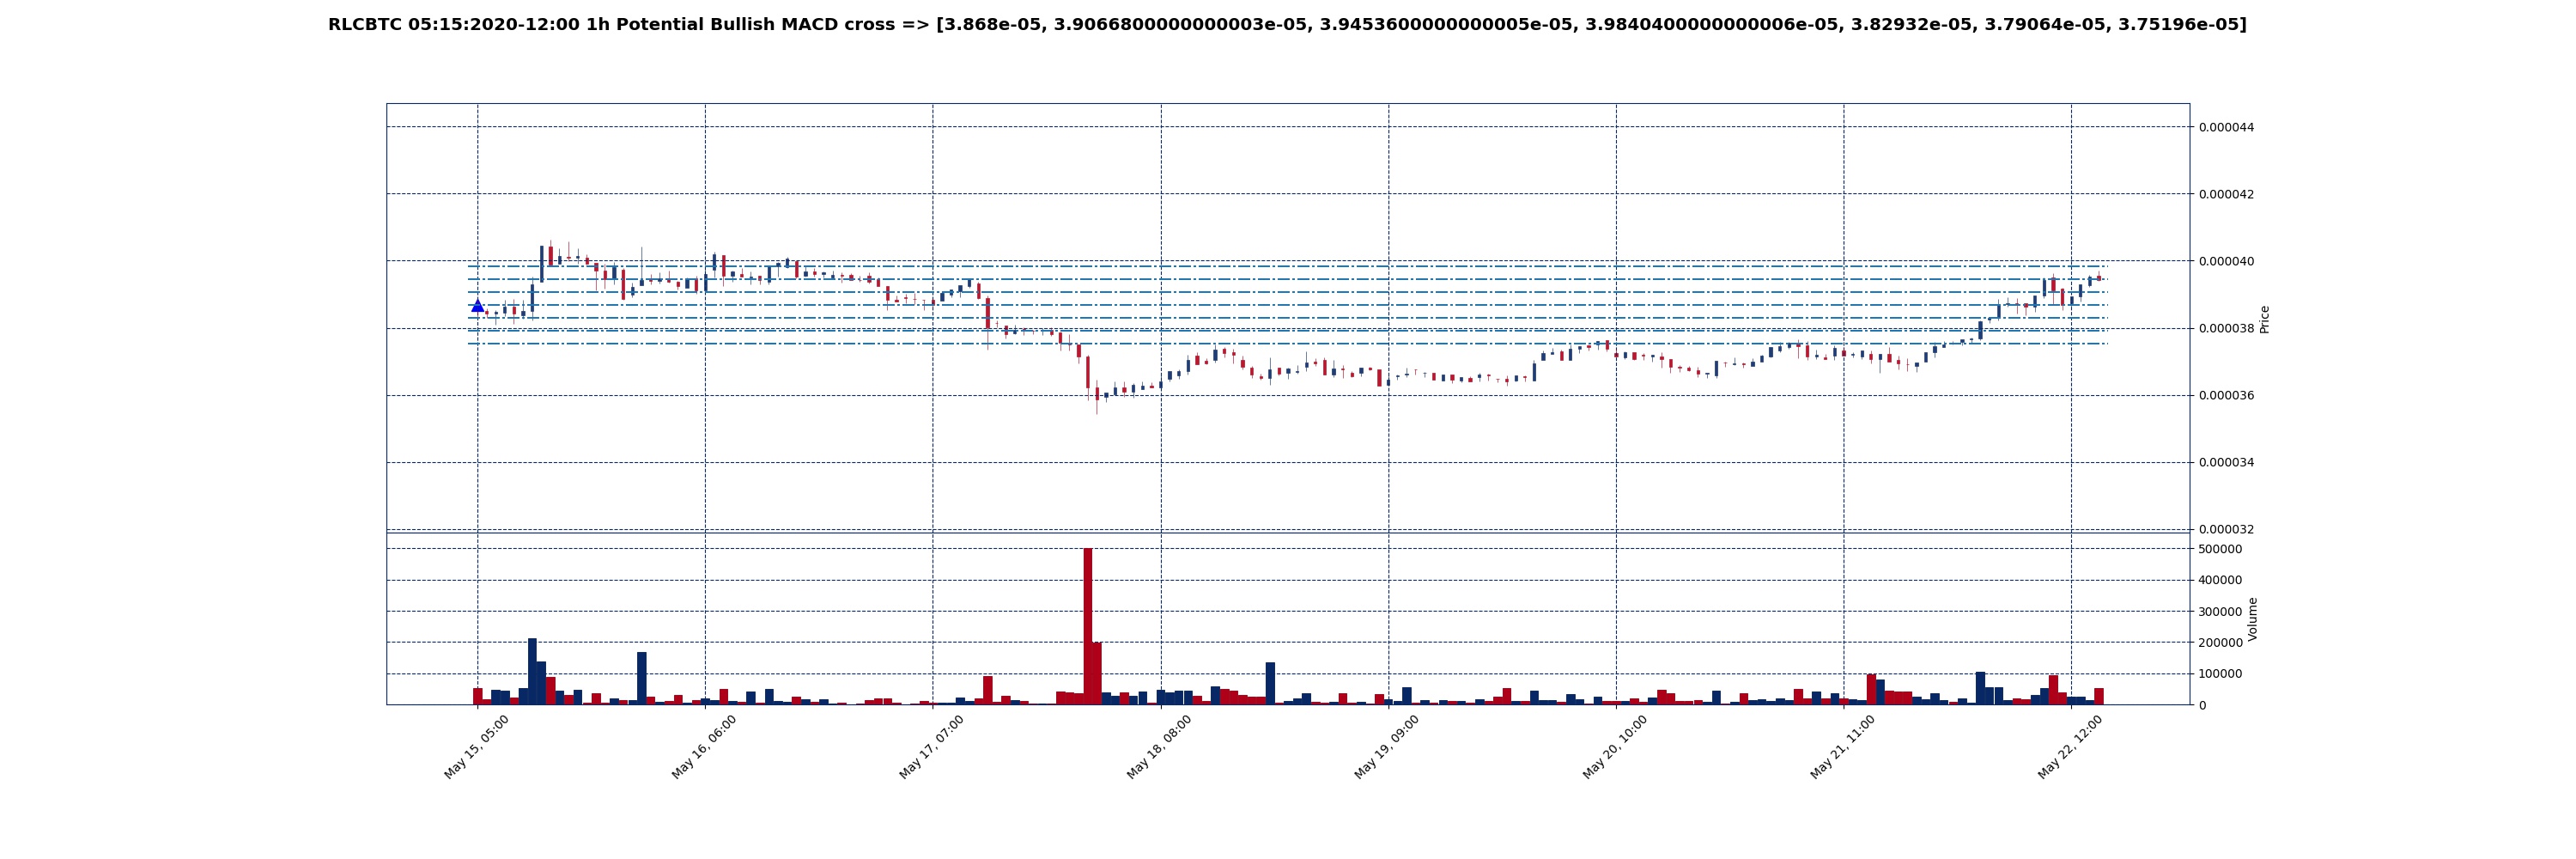 RLCBTC 05:15:2020-12:00 1h Potential Bullish MACD cross => [3.868e-05, 3.9066800000000003e-05, 3.9453600000000005e-05, 3.9840400000000006e-05, 3.82932e-05, 3.79064e-05, 3.75196e-05]
0.000044
0.000042
0.000040
0.000038
0.000036
0.000034
0.000032
Price
500000
400000
300000
200000
100000
0
Volume
May 15, 05:00
May 16, 06:00
May 17, 07:00
May 18, 08:00
May 19, 09:00
May 20, 10:00
May 21, 11:00
May 22, 12:00